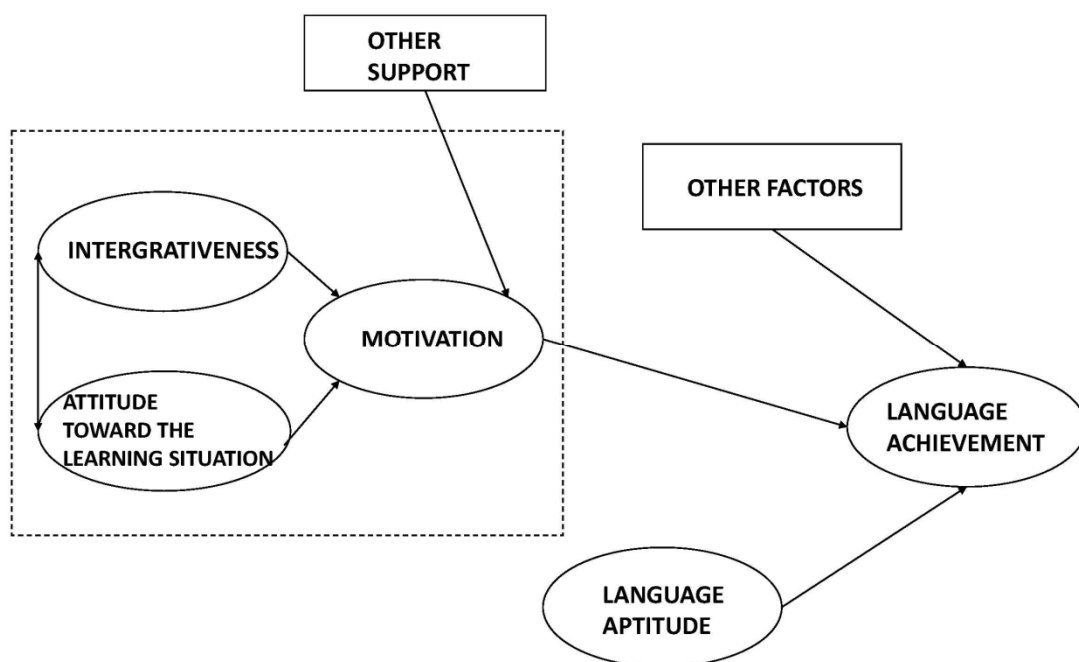 OTHER
SUPPORT
OTHER FACTORS
INTERGRATIVENESS
MOTIVATION
ATTITUDE
TOWARD THE
LEARNING SITUATION
LANGUAGE
ACHIEVEMENT
LANGUAGE
APTITUDE